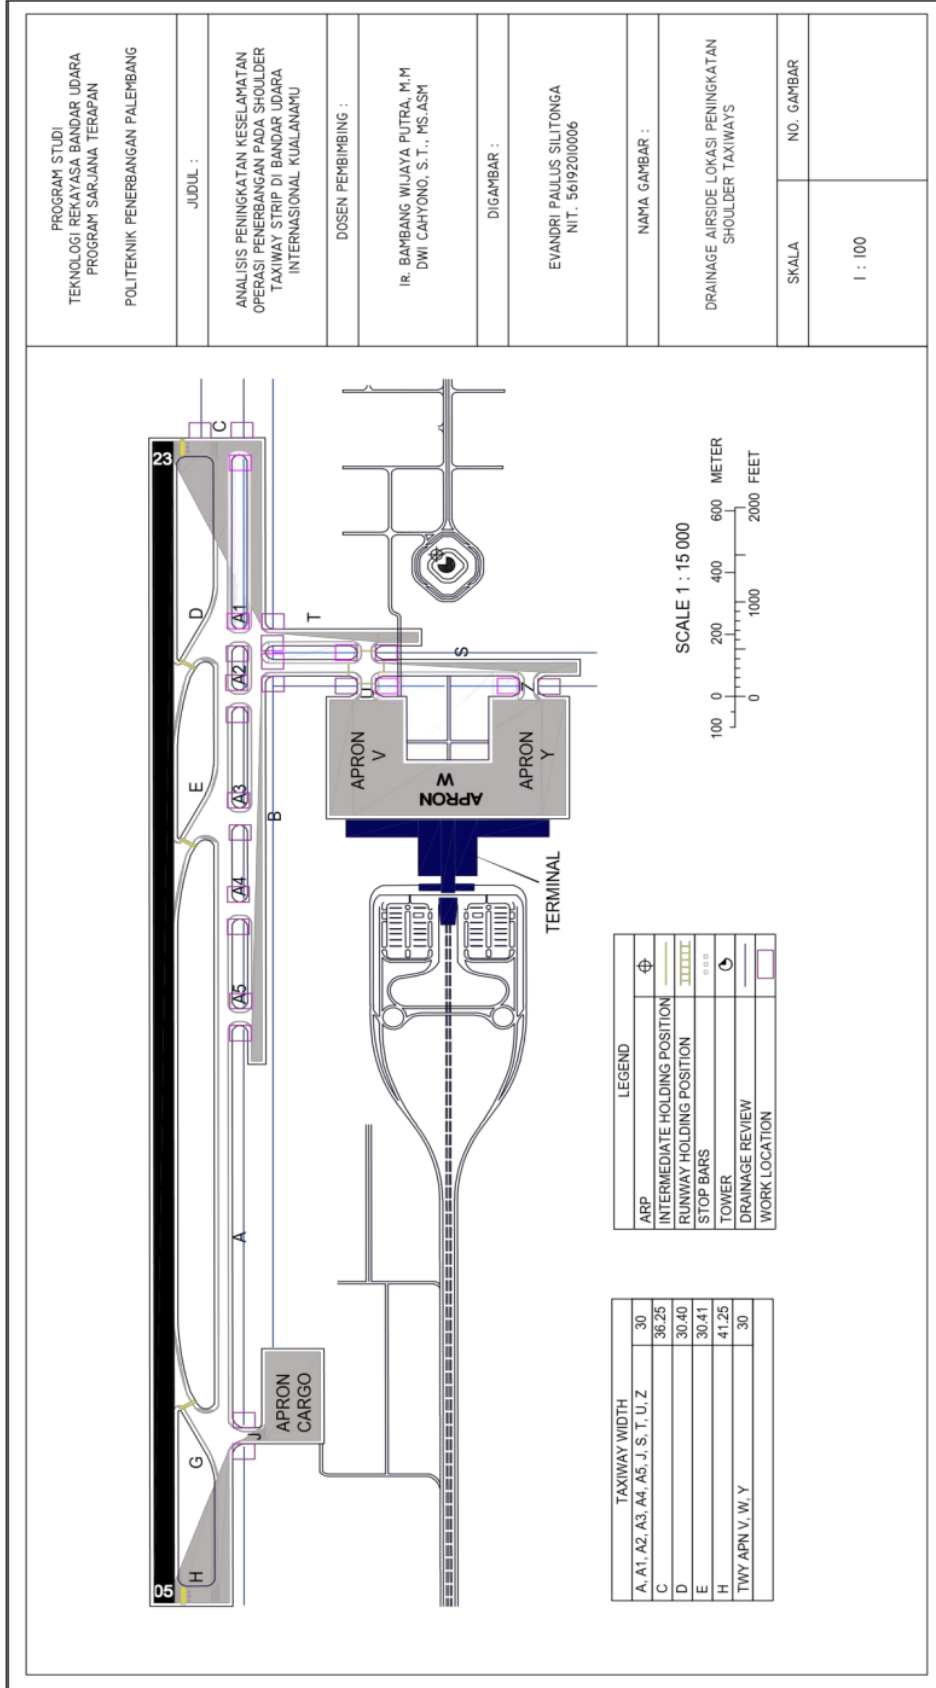 PROGRAM STUDI
TEKNOLOGI REKAYASA BANDAR UDARA
PROGRAM SARJANA TERAPAN
POLITEKNIK PENERBANGAN PALEMBANG
JUDUL :
ANALISIS PENINGKATAN KESELAMATAN
OPERASI PENERBANGAN PADA SHOULDER
TAXIWAY STRIP DI BANDAR UDARA
INTERNASIONAL KUALANAMU
DOSEN PEMBIMBING :
IR. BAMBANG WIJAYA PUTRA, M.M
DWI CAHYONO, S.T., MS.ASM
DIGAMBAR :
EVANDRI PAULUS SILITONGA
NIT. 56192010006
NAMA GAMBAR :
DRAINAGE AIRSIDE LOKASI PENINGKATAN
SHOULDER TAXIWAYS
SKALA
NO. GAMBAR
1 : 100
05
23
H
G
E
D
C
A
A5
A4
A3
A2
A1
J
B
T
S
U
Z
APRON
CARGO
APRON
V
APRON
W
APRON
Y
TERMINAL
SCALE 1 : 15 000
100 0 200 400 600 METER
0 1000 2000 FEET
TAXIWAY WIDTH
A, A1, A2, A3, A4, A5, J, S, T, U, Z 30
C 36.25
D 30.40
E 30.41
H 41.25
TWY APN V, W, Y 30
LEGEND
ARP
INTERMEDIATE HOLDING POSITION
RUNWAY HOLDING POSITION
STOP BARS
TOWER
DRAINAGE REVIEW
WORK LOCATION